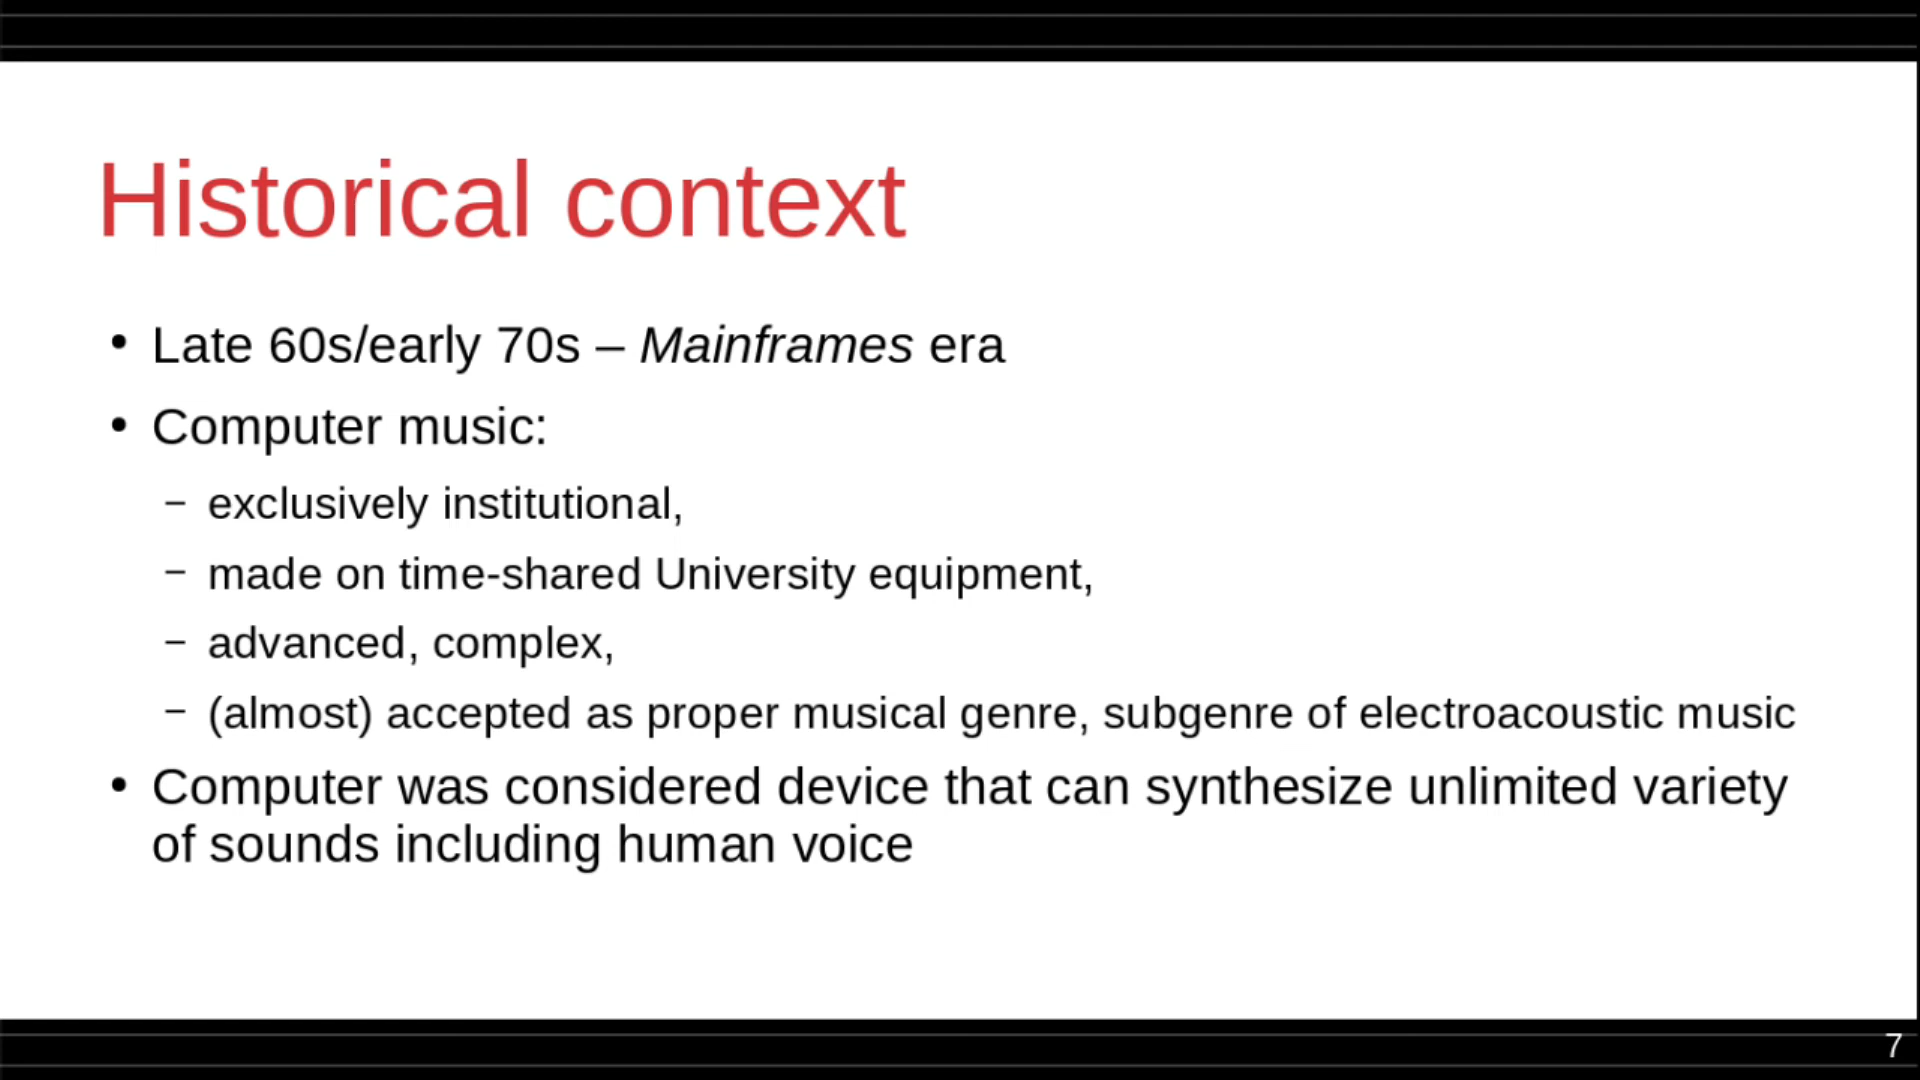 Historical context
• Late 60s/early 70s – Mainframes era
• Computer music:
– exclusively institutional,
– made on time-shared University equipment,
– advanced, complex,
– (almost) accepted as proper musical genre, subgenre of electroacoustic music
• Computer was considered device that can synthesize unlimited variety
of sounds including human voice
7